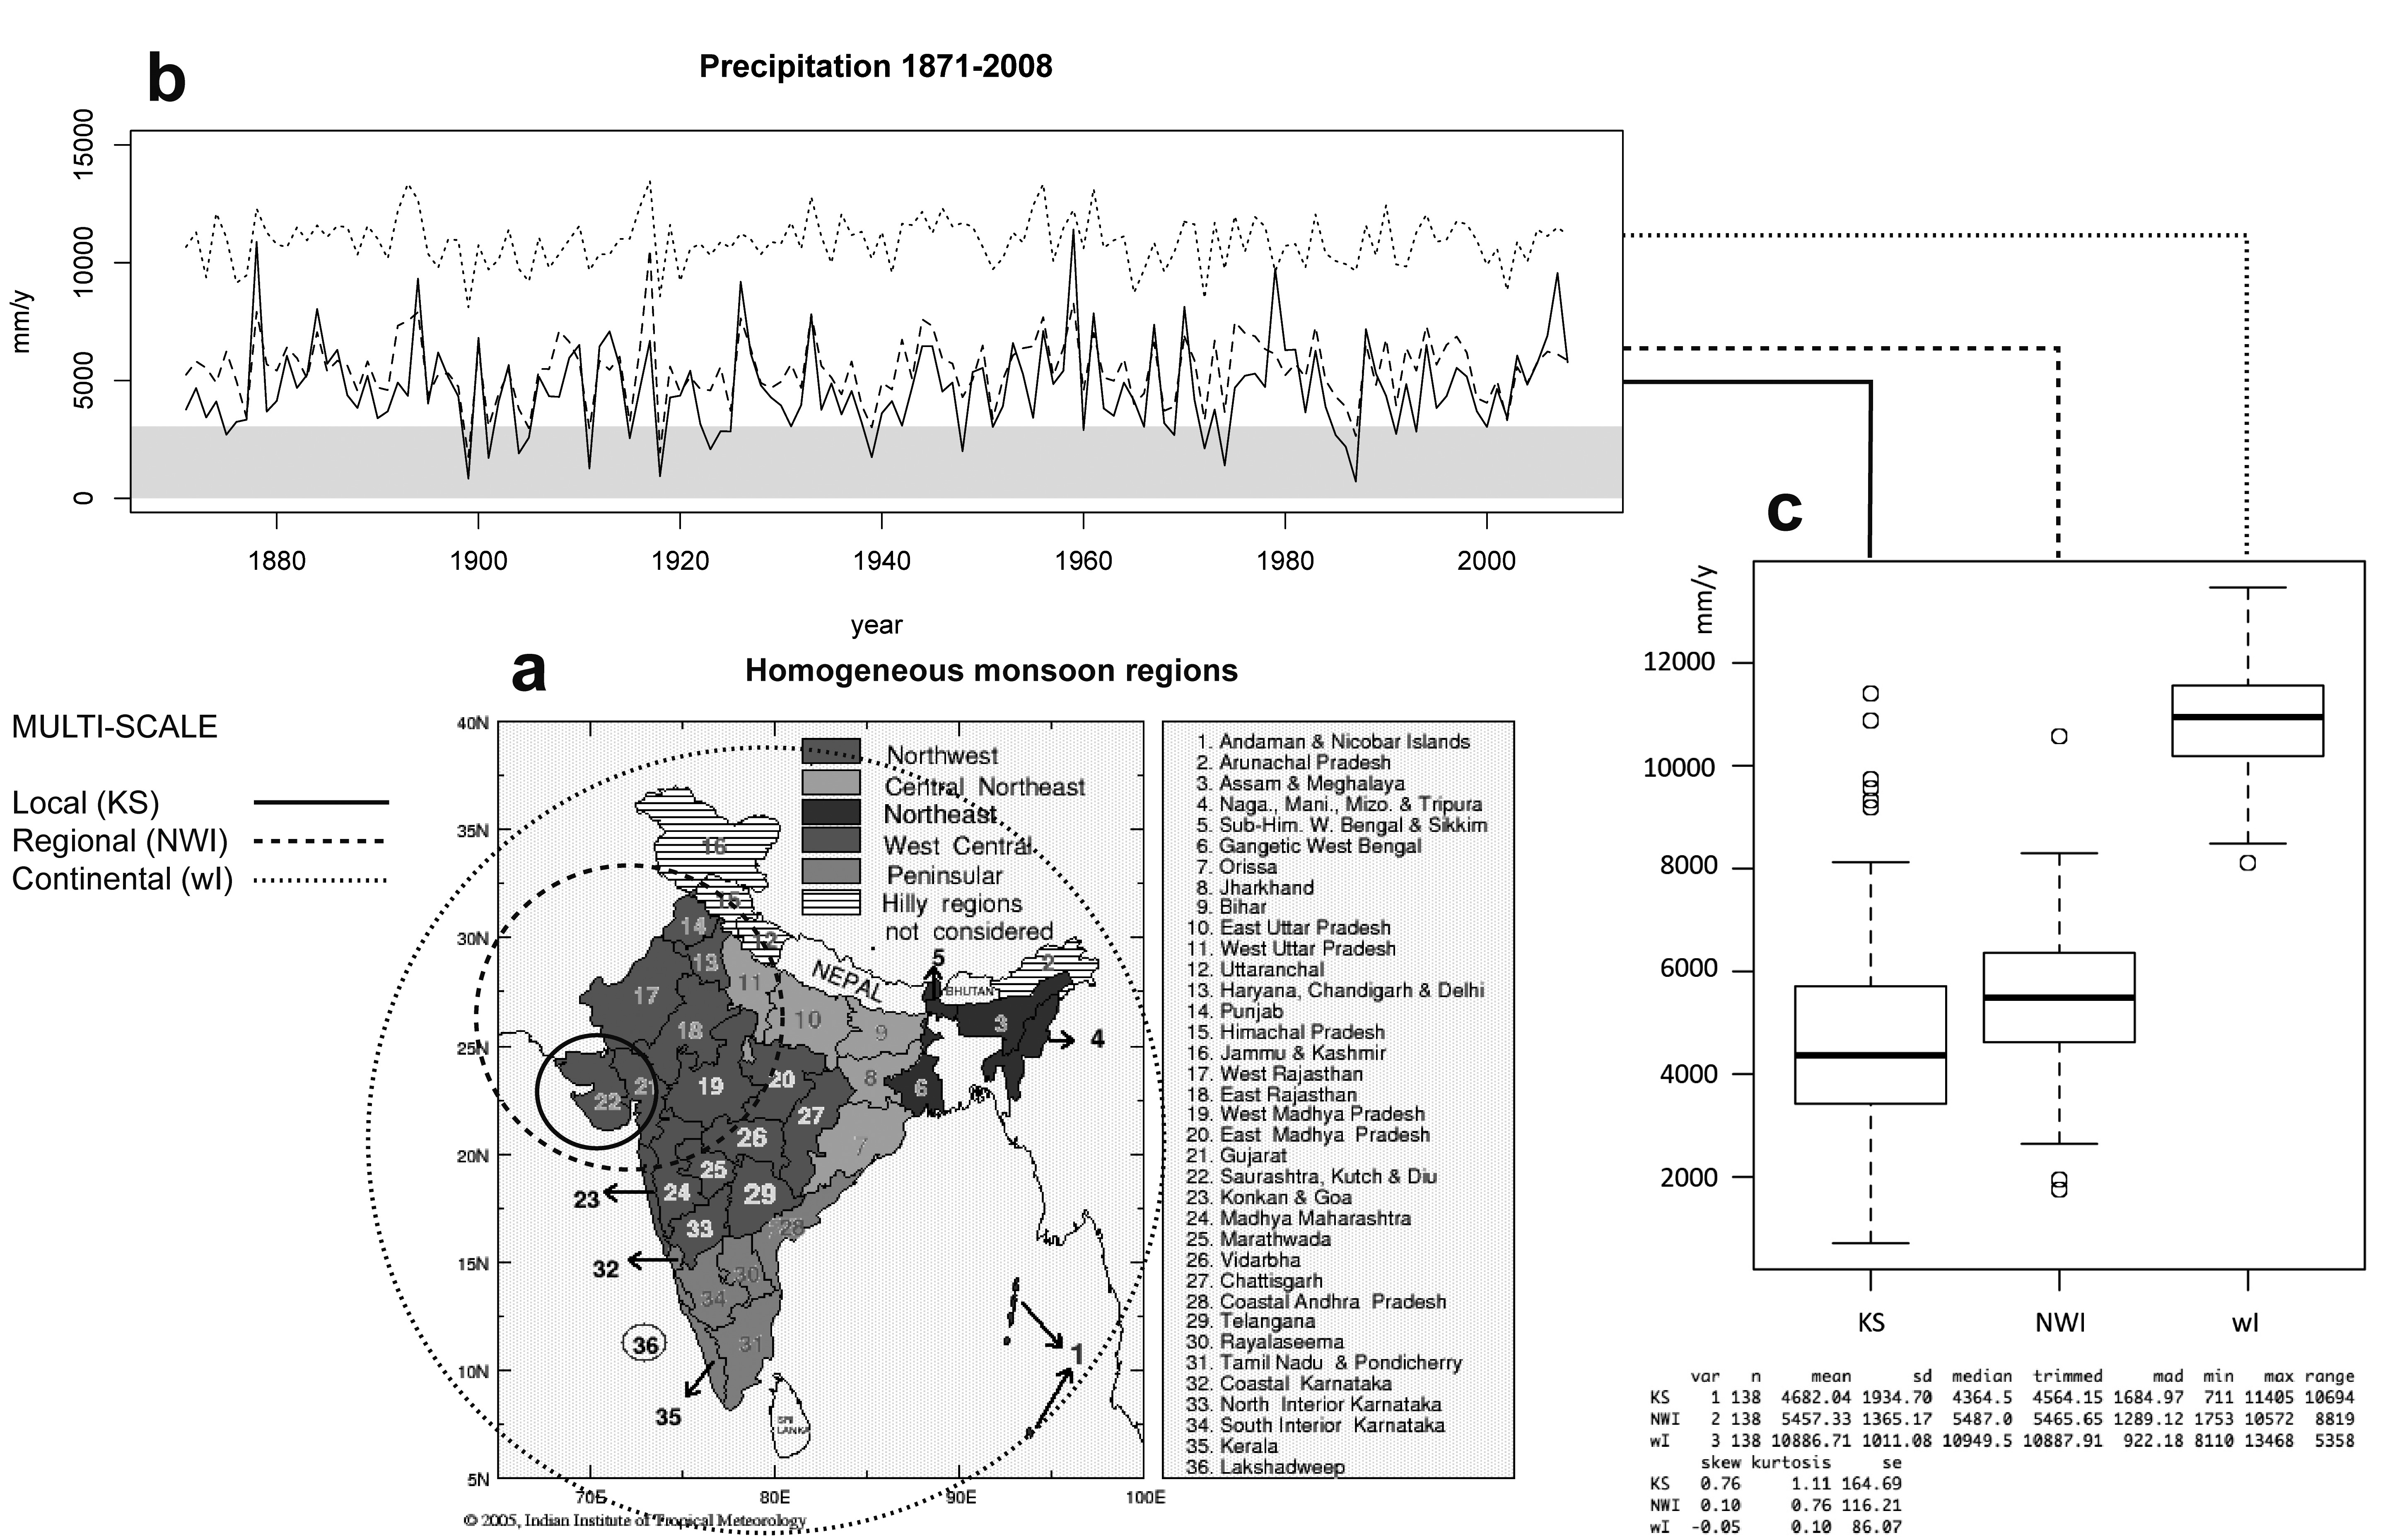 b
Precipitation 1871-2008
mm/y
15000
10000
5000
0
1880 1900 1920 1940 1960 1980 2000
year
c
mm/y
12000
10000
8000
6000
4000
2000
KS NWI wI
var n mean sd median trimmed mad min max range
KS 1 138 4682.04 1934.70 4364.5 4564.15 1684.97 711 11405 10694
NWI 2 138 5457.33 1365.17 5487.0 5465.65 1289.12 1753 10572 8819
wI 3 138 10886.71 1011.08 10949.5 10887.91 922.18 8110 13468 5358
skew kurtosis se
KS 0.76 1.11 164.69
NWI 0.10 0.76 116.21
wI -0.05 0.10 86.07
MULTI-SCALE
Local (KS)
Regional (NWI)
Continental (wI)
a
Homogeneous monsoon regions
40N
35N
30N
25N
20N
15N
10N
5N
70E 80E 90E 100E
Northwest
Central Northeast
Northeast
West Central
Peninsular
Hilly regions
not considered
16
15
14
12
13
11
17
18
10
9
NEPAL
5
BHUTAN
2
3
4
21
22
19
20
8
6
27
26
7
25
23
24
29
33
28
32
30
34
36
31
35
1
SRI
LANKA
1. Andaman & Nicobar Islands
2. Arunachal Pradesh
3. Assam & Meghalaya
4. Naga., Mani., Mizo. & Tripura
5. Sub-Him. W. Bengal & Sikkim
6. Gangetic West Bengal
7. Orissa
8. Jharkhand
9. Bihar
10. East Uttar Pradesh
11. West Uttar Pradesh
12. Uttaranchal
13. Haryana, Chandigarh & Delhi
14. Punjab
15. Himachal Pradesh
16. Jammu & Kashmir
17. West Rajasthan
18. East Rajasthan
19. West Madhya Pradesh
20. East Madhya Pradesh
21. Gujarat
22. Saurashtra, Kutch & Diu
23. Konkan & Goa
24. Madhya Maharashtra
25. Marathwada
26. Vidarbha
27. Chattisgarh
28. Coastal Andhra Pradesh
29. Telangana
30. Rayalaseema
31. Tamil Nadu & Pondicherry
32. Coastal Karnataka
33. North Interior Karnataka
34. South Interior Karnataka
35. Kerala
36. Lakshadweep
© 2005, Indian Institute of Tropical Meteorology